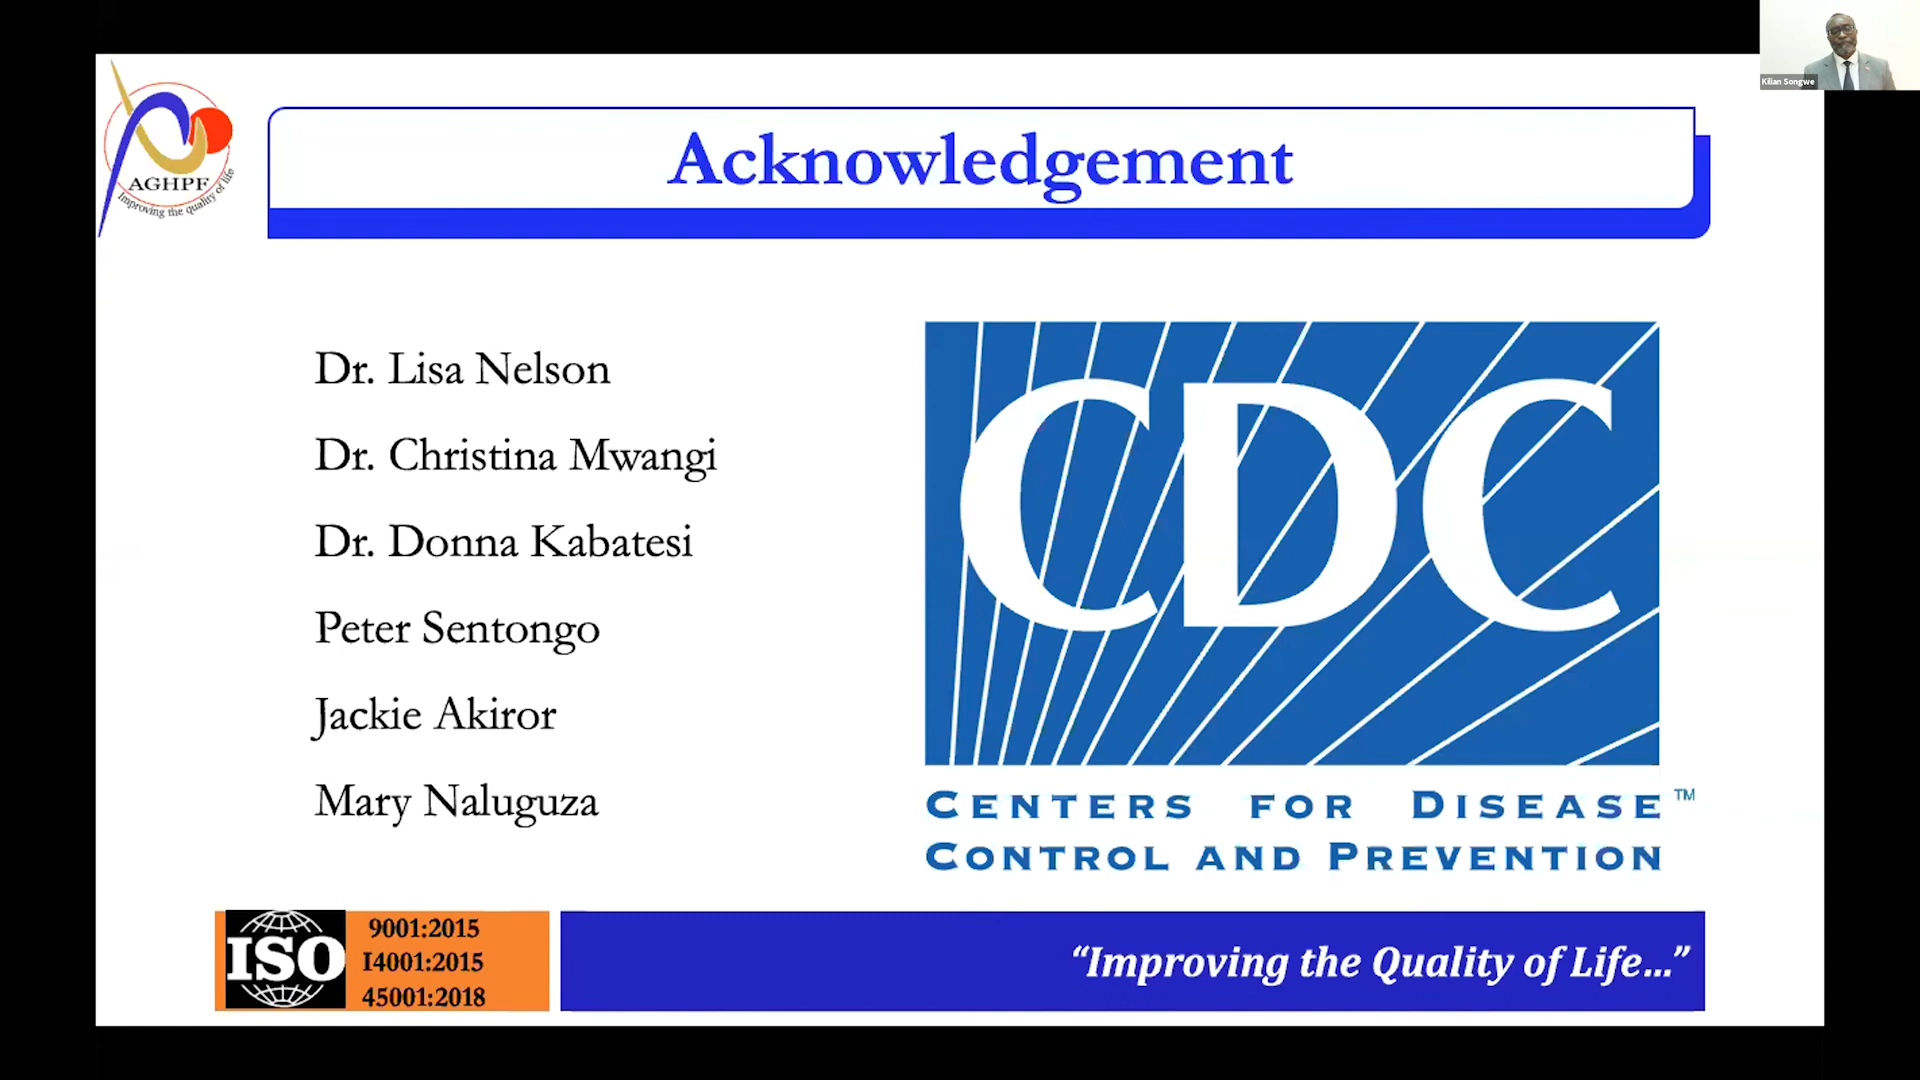 Kilian Songwe
AGHPF
Improving the quality of life
Acknowledgement
Dr. Lisa Nelson
Dr. Christina Mwangi
Dr. Donna Kabatesi
Peter Sentongo
Jackie Akiror
Mary Naluguza
CDC
CENTERS FOR DISEASE™
CONTROL AND PREVENTION
ISO
9001:2015
14001:2015
45001:2018
“Improving the Quality of Life...”